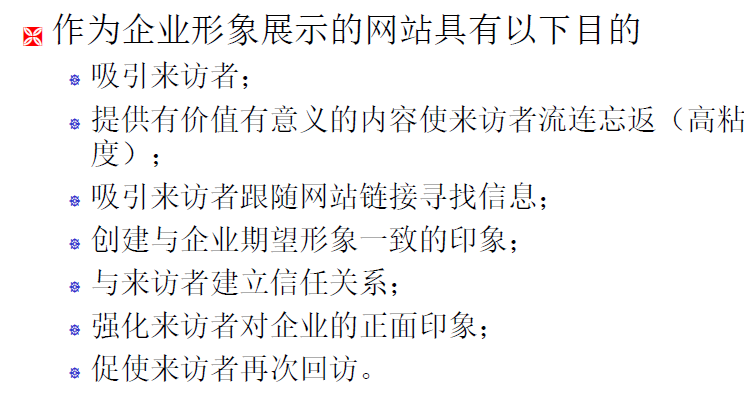 作为企业形象展示的网站具有以下目的
吸引来访者；
提供有价值有意义的内容使来访者流连忘返（高粘
度）；
吸引来访者跟随网站链接寻找信息；
创建与企业期望形象一致的印象；
与来访者建立信任关系；
强化来访者对企业的正面印象；
促使来访者再次回访。